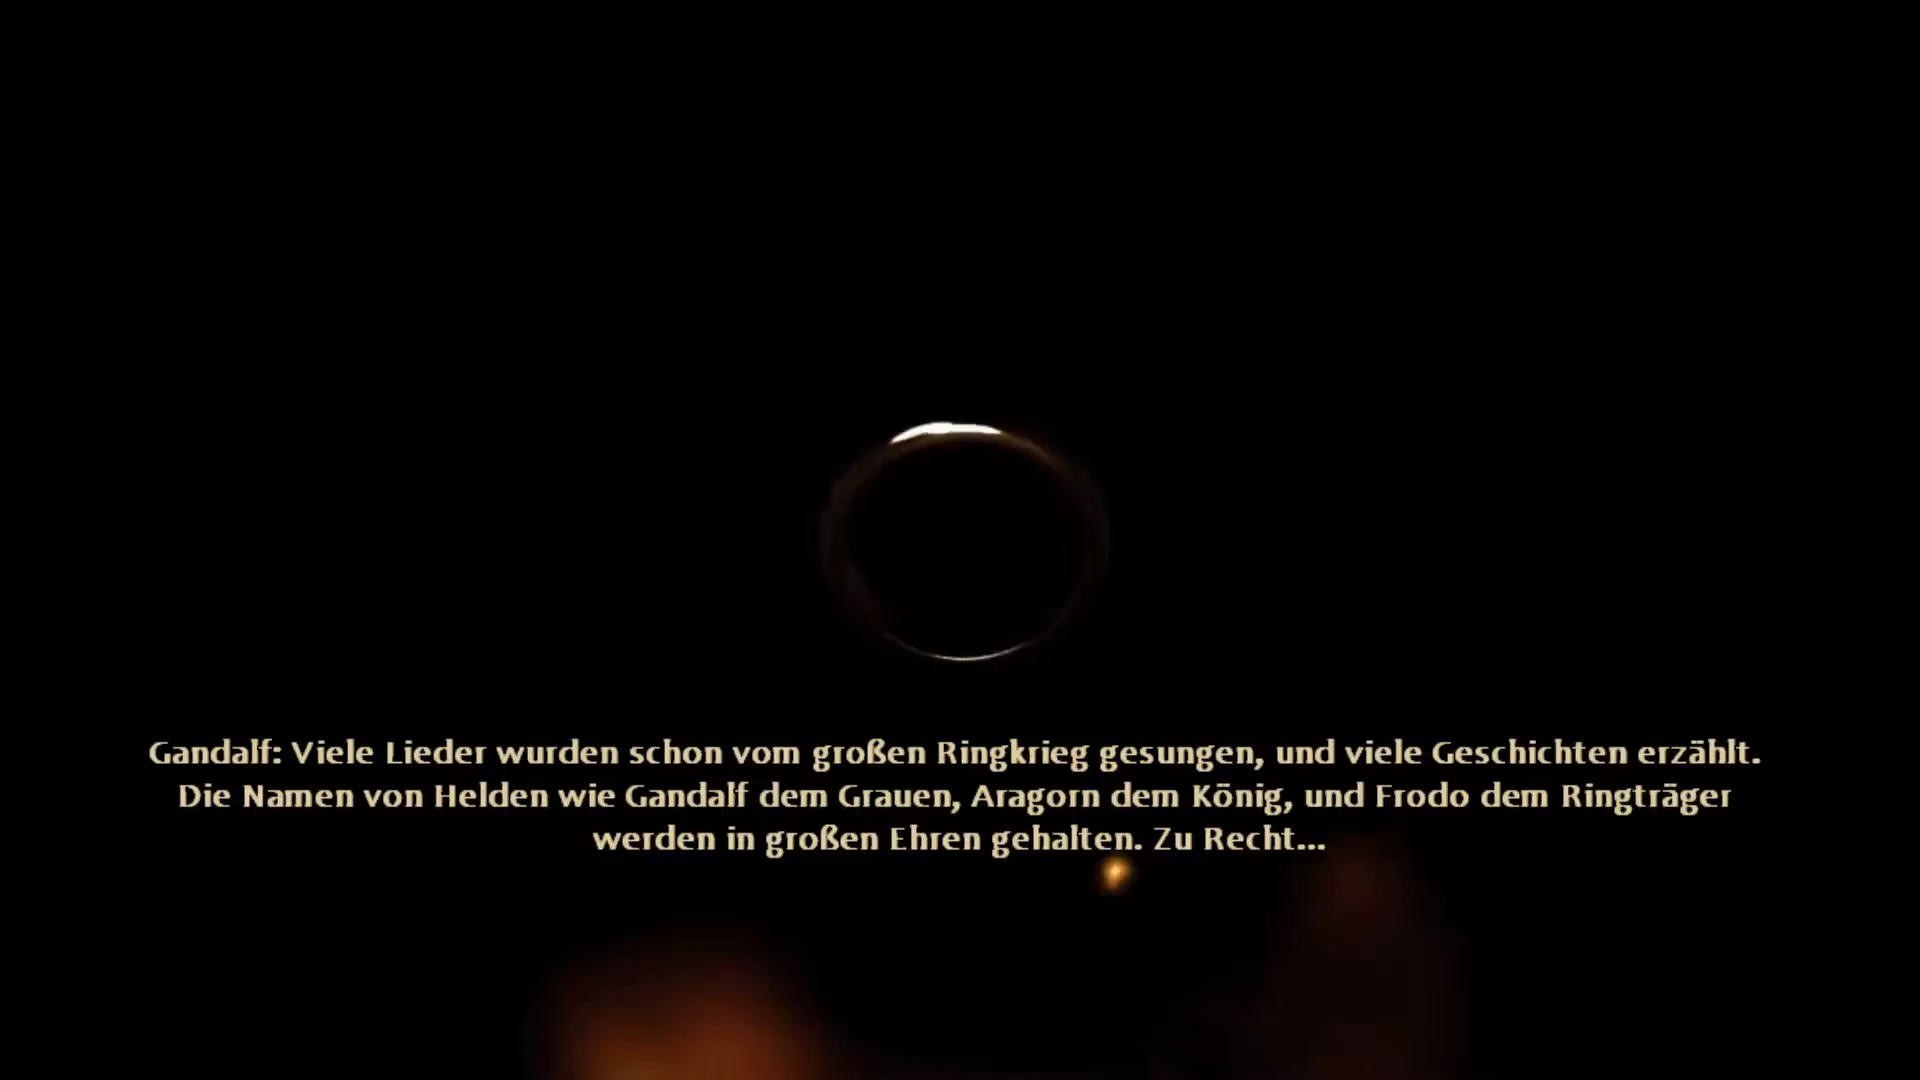 Gandalf: Viele Lieder wurden schon vom großen Ringkrieg gesungen, und viele Geschichten erzählt.
Die Namen von Helden wie Gandalf dem Grauen, Aragorn dem König, und Frodo dem Ringträger
werden in großen Ehren gehalten. Zu Recht...